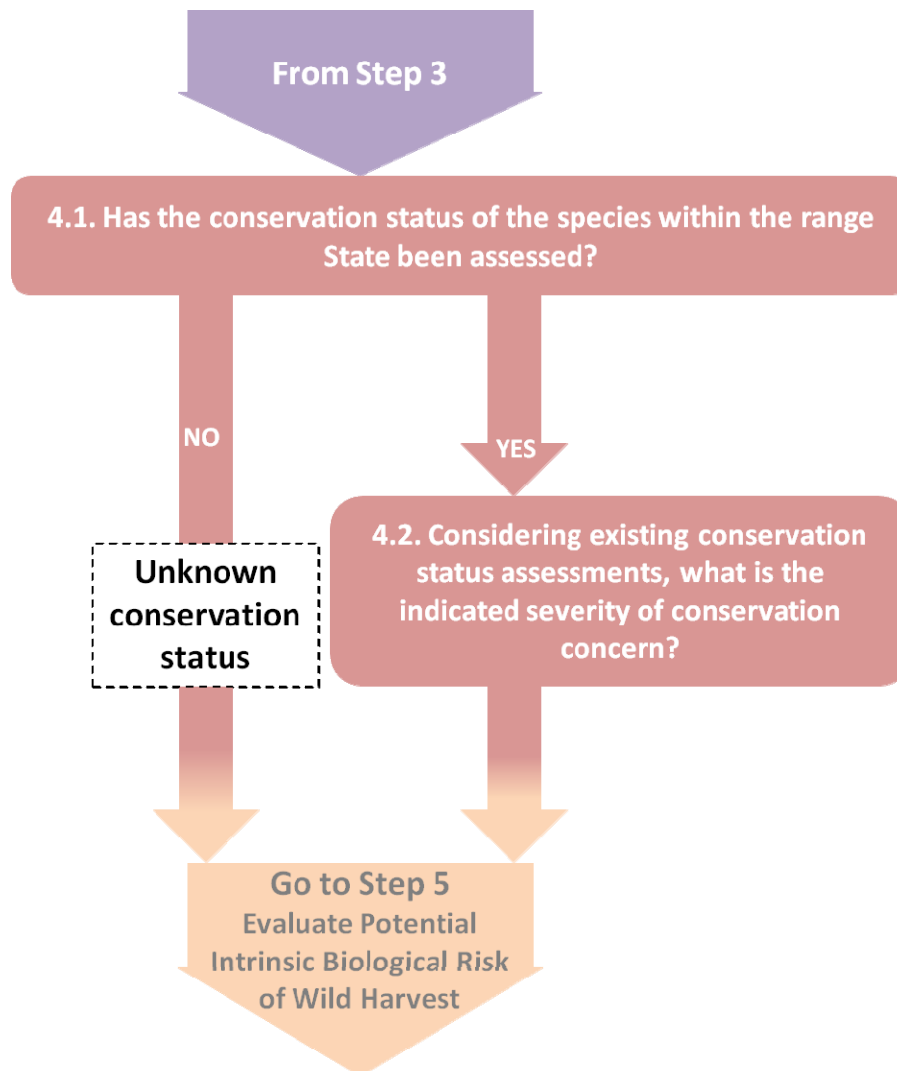 From Step 3
4.1. Has the conservation status of the species within the range
State been assessed?
NO
YES
Unknown
conservation
status
4.2. Considering existing conservation
status assessments, what is the
indicated severity of conservation
concern?
Go to Step 5
Evaluate Potential
Intrinsic Biological Risk
of Wild Harvest